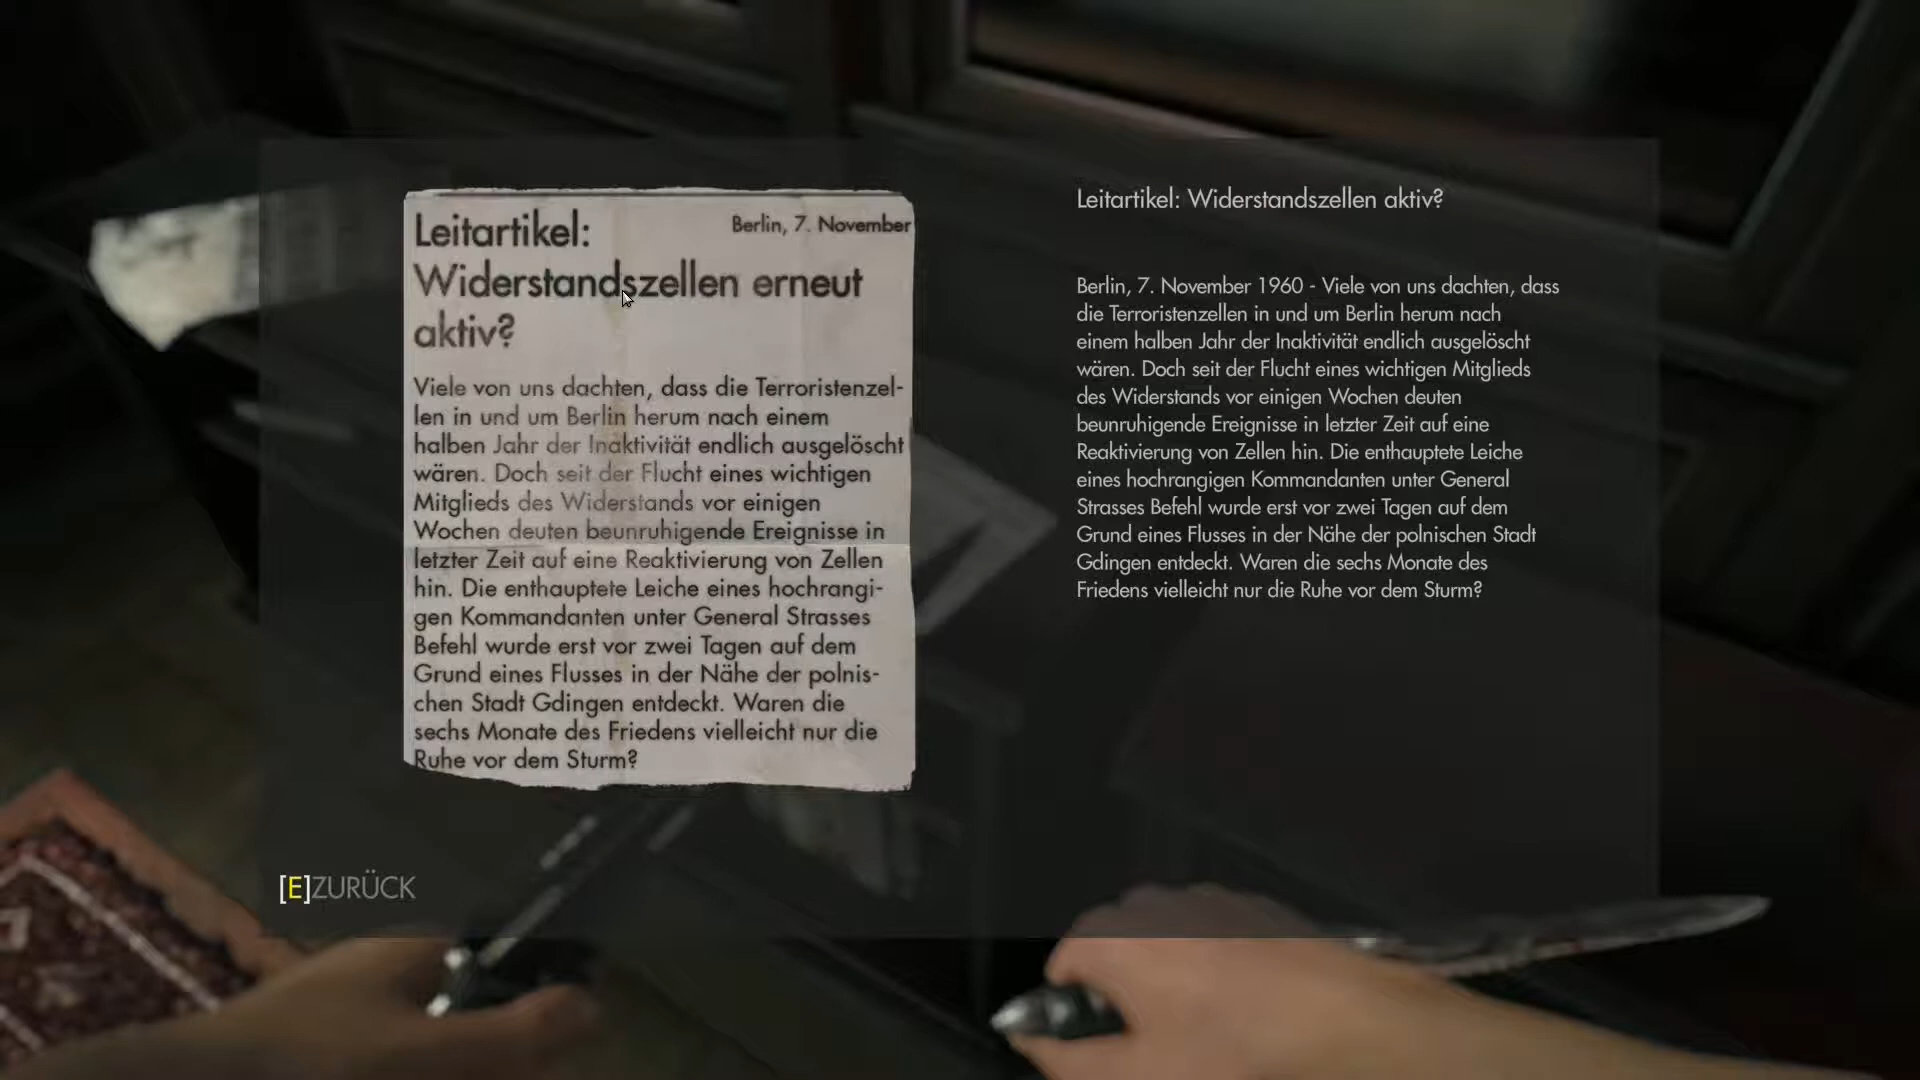 Leitartikel:
Berlin, 7. November
Widerstandszellen erneut
aktiv?
Viele von uns dachten, dass die Terroristenzel-
len in und um Berlin herum nach einem
halben Jahr der Inaktivität endlich ausgelöscht
wären. Doch seit der Flucht eines wichtigen
Mitglieds des Widerstands vor einigen
Wochen deuten beunruhigende Ereignisse in
letzter Zeit auf eine Reaktivierung von Zellen
hin. Die enthauptete Leiche eines hochrangi-
gen Kommandanten unter General Strasses
Befehl wurde erst vor zwei Tagen auf dem
Grund eines Flusses in der Nähe der polnis-
chen Stadt Gdingen entdeckt. Waren die
sechs Monate des Friedens vielleicht nur die
Ruhe vor dem Sturm?
Leitartikel: Widerstandszellen aktiv?
Berlin, 7. November 1960 - Viele von uns dachten, dass
die Terroristenzellen in und um Berlin herum nach
einem halben Jahr der Inaktivität endlich ausgelöscht
wären. Doch seit der Flucht eines wichtigen Mitglieds
des Widerstands vor einigen Wochen deuten
beunruhigende Ereignisse in letzter Zeit auf eine
Reaktivierung von Zellen hin. Die enthauptete Leiche
eines hochrangigen Kommandanten unter General
Strasses Befehl wurde erst vor zwei Tagen auf dem
Grund eines Flusses in der Nähe der polnischen Stadt
Gdingen entdeckt. Waren die sechs Monate des
Friedens vielleicht nur die Ruhe vor dem Sturm?
[E]ZURÜCK